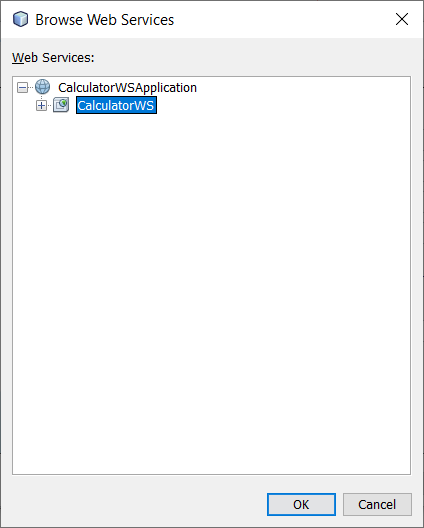 Browse Web Services
Web Services:
CalculatorWSApplication
CalculatorWS
OK
Cancel